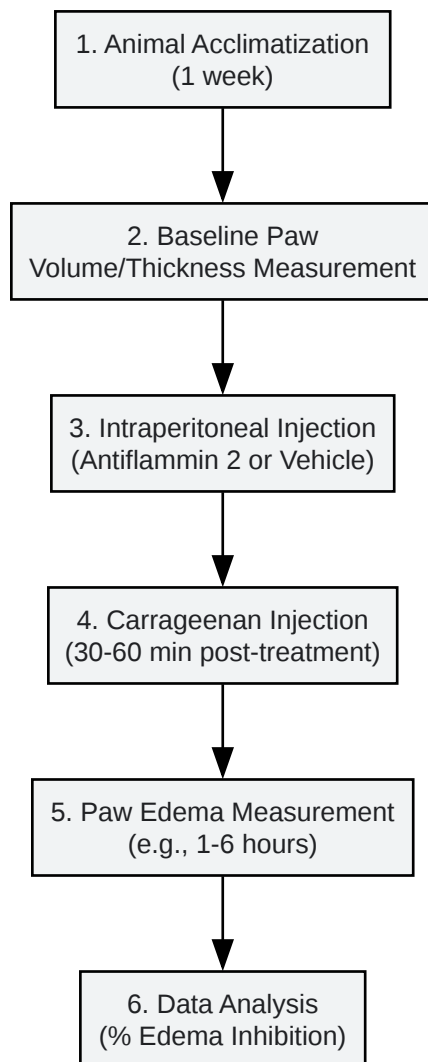 1. Animal Acclimatization
(1 week)
2. Baseline Paw
Volume/Thickness Measurement
3. Intraperitoneal Injection
(Antiflammin 2 or Vehicle)
4. Carrageenan Injection
(30-60 min post-treatment)
5. Paw Edema Measurement
(e.g., 1-6 hours)
6. Data Analysis
(% Edema Inhibition)